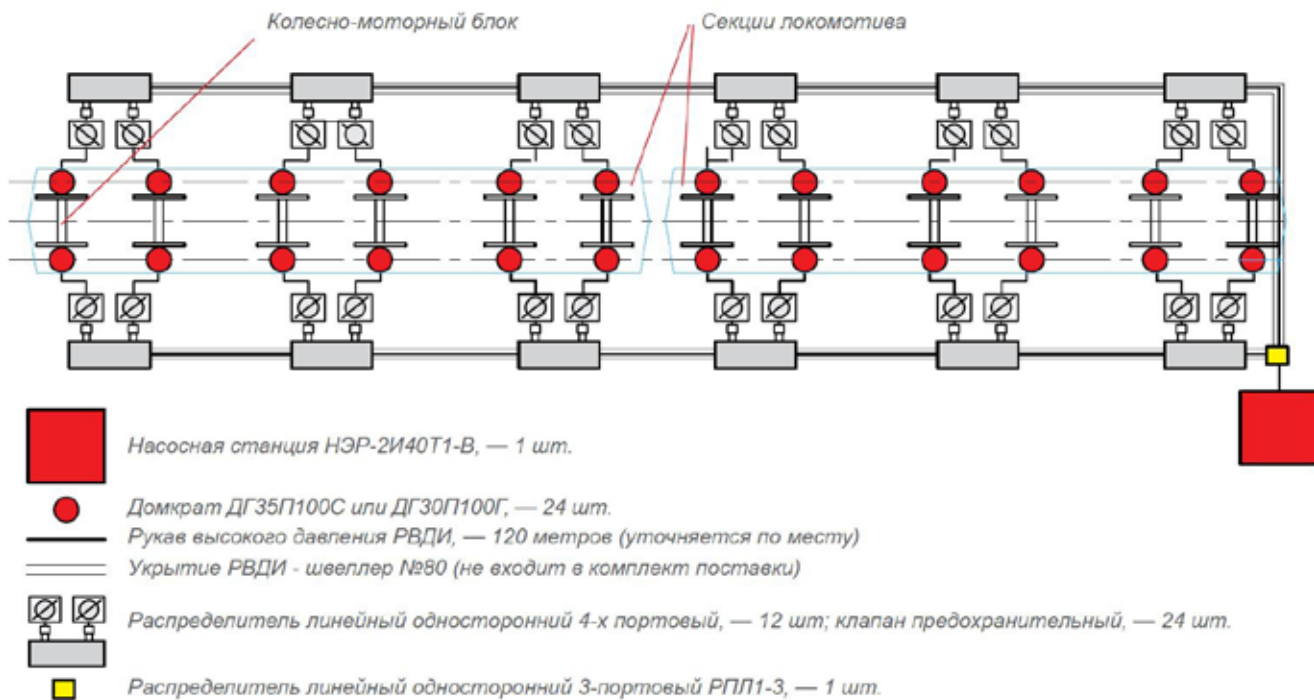 Колесно-моторный блок
Секции локомотива
Насосная станция НЭР-2И40Т1-В, — 1 шт.
Домкрат ДГ35П100С или ДГ30П100Г, — 24 шт.
Рукав высокого давления РВДИ, — 120 метров (уточняется по месту)
Укрытие РВДИ - швеллер №80 (не входит в комплект поставки)
Распределитель линейный односторонний 4-х портовый, — 12 шт; клапан предохранительный, — 24 шт.
Распределитель линейный односторонний 3-портовый РПЛ1-3, — 1 шт.